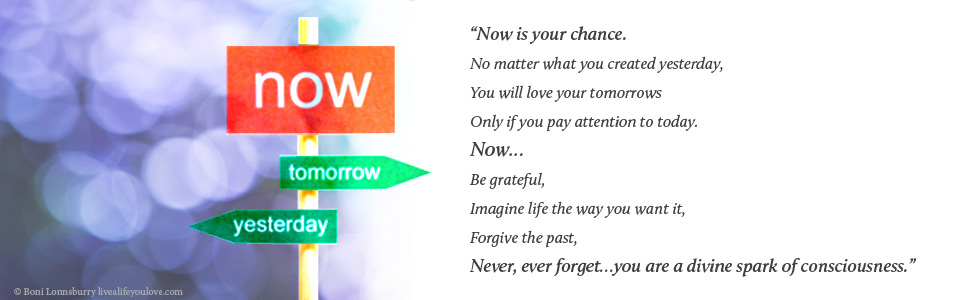 now
tomorrow
yesterday
© Boni Lonnsburry livealifeyoulove.com
“Now is your chance.
No matter what you created yesterday,
You will love your tomorrows
Only if you pay attention to today.
Now...
Be grateful,
Imagine life the way you want it,
Forgive the past,
Never, ever forget...you are a divine spark of consciousness.”